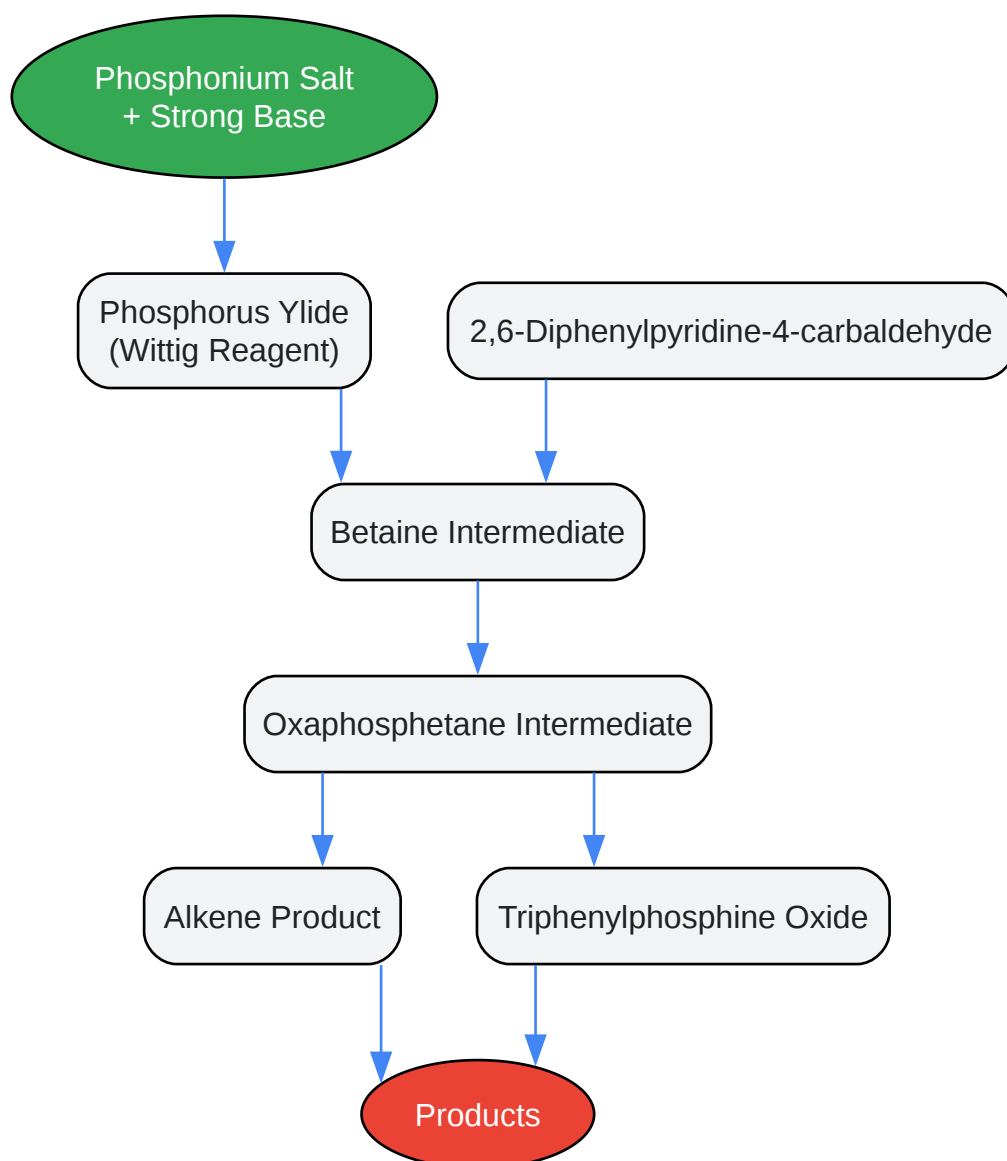 Phosphonium Salt
+ Strong Base
Phosphorus Ylide
(Wittig Reagent)
2,6-Diphenylpyridine-4-carbaldehyde
Betaine Intermediate
Oxaphosphetane Intermediate
Alkene Product
Triphenylphosphine Oxide
Products